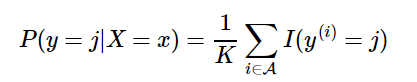 P(y = j|X = x) = \frac{1}{K} \sum_{i \in \mathcal{A}} I(y^{(i)} = j)